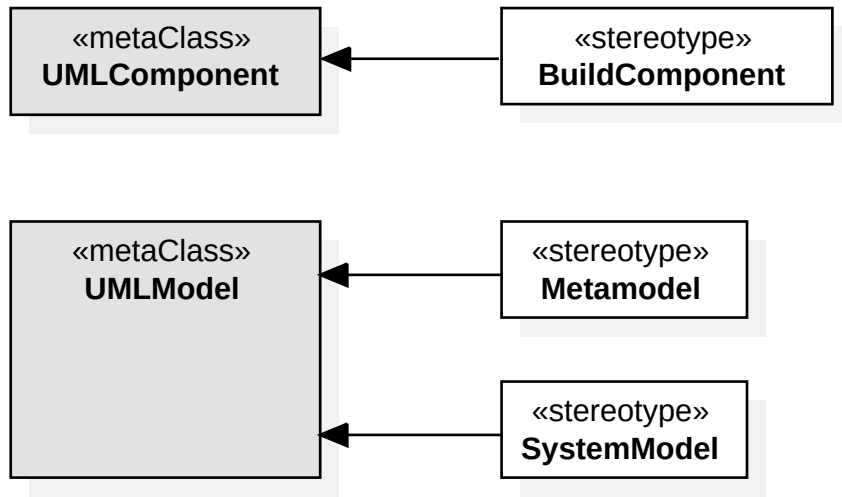 «metaClass»
UMLComponent
«stereotype»
BuildComponent
«metaClass»
UMLModel
«stereotype»
Metamodel
«stereotype»
SystemModel